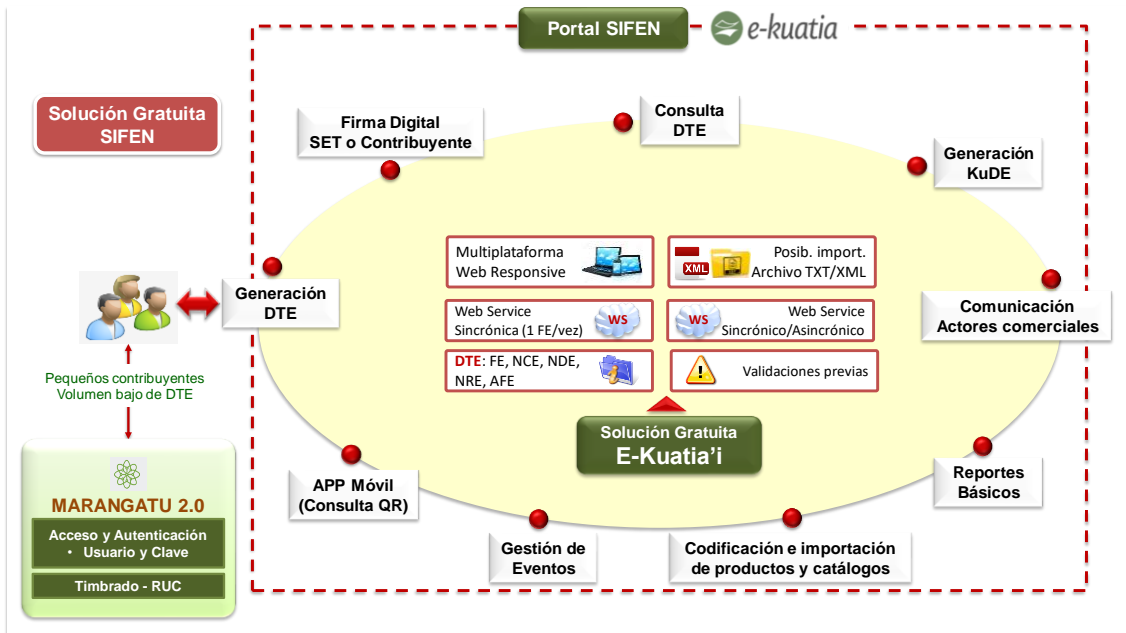 Portal SIFEN
e-kuatia
Solución Gratuita
SIFEN
Firma Digital
SET o Contribuyente
Consulta
DTE
Generación
KuDE
Multiplataforma
Web Responsive
XML
Posib. import.
Archivo TXT/XML
Generación
DTE
Comunicación
Actores comerciales
Web Service
Sincrónica (1 FE/vez)
WS
WS
Web Service
Sincrónico/Asincrónico
DTE: FE, NCE, NDE,
NRE, AFE
Validaciones previas
Pequeños contribuyentes
Volumen bajo de DTE
Solución Gratuita
E-Kuatia’i
MARANGATU 2.0
Acceso y Autenticación
• Usuario y Clave
Timbrado - RUC
APP Móvil
(Consulta QR)
Gestión de
Eventos
Codificación e importación
de productos y catálogos
Reportes
Básicos